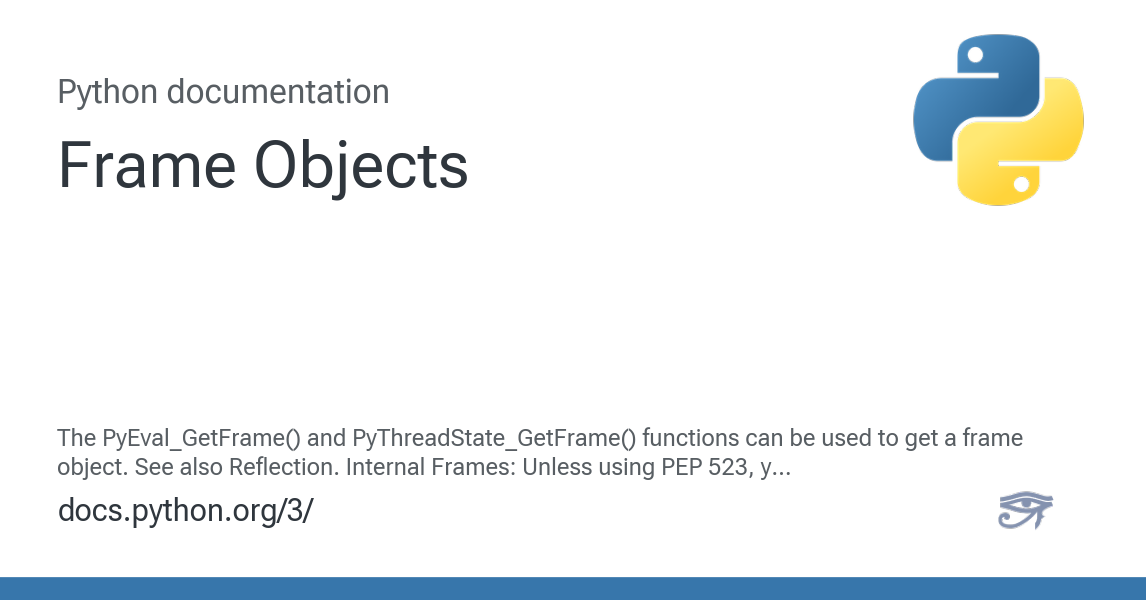 Python documentation
Frame Objects
The PyEval_GetFrame() and PyThreadState_GetFrame() functions can be used to get a frame
object. See also Reflection. Internal Frames: Unless using PEP 523, y...
docs.python.org/3/